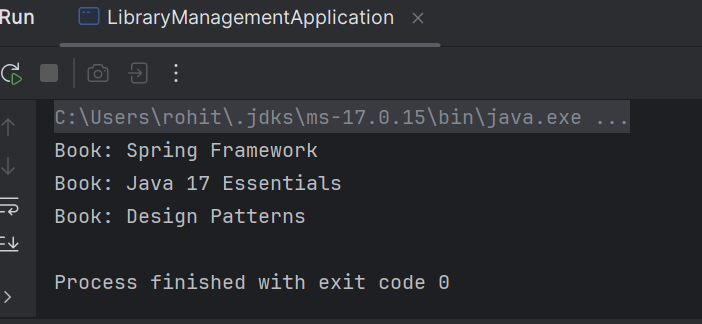 Run
LibraryManagementApplication
C:\Users\rohit\.jdks\ms-17.0.15\bin\java.exe ...
Book: Spring Framework
Book: Java 17 Essentials
Book: Design Patterns
Process finished with exit code 0